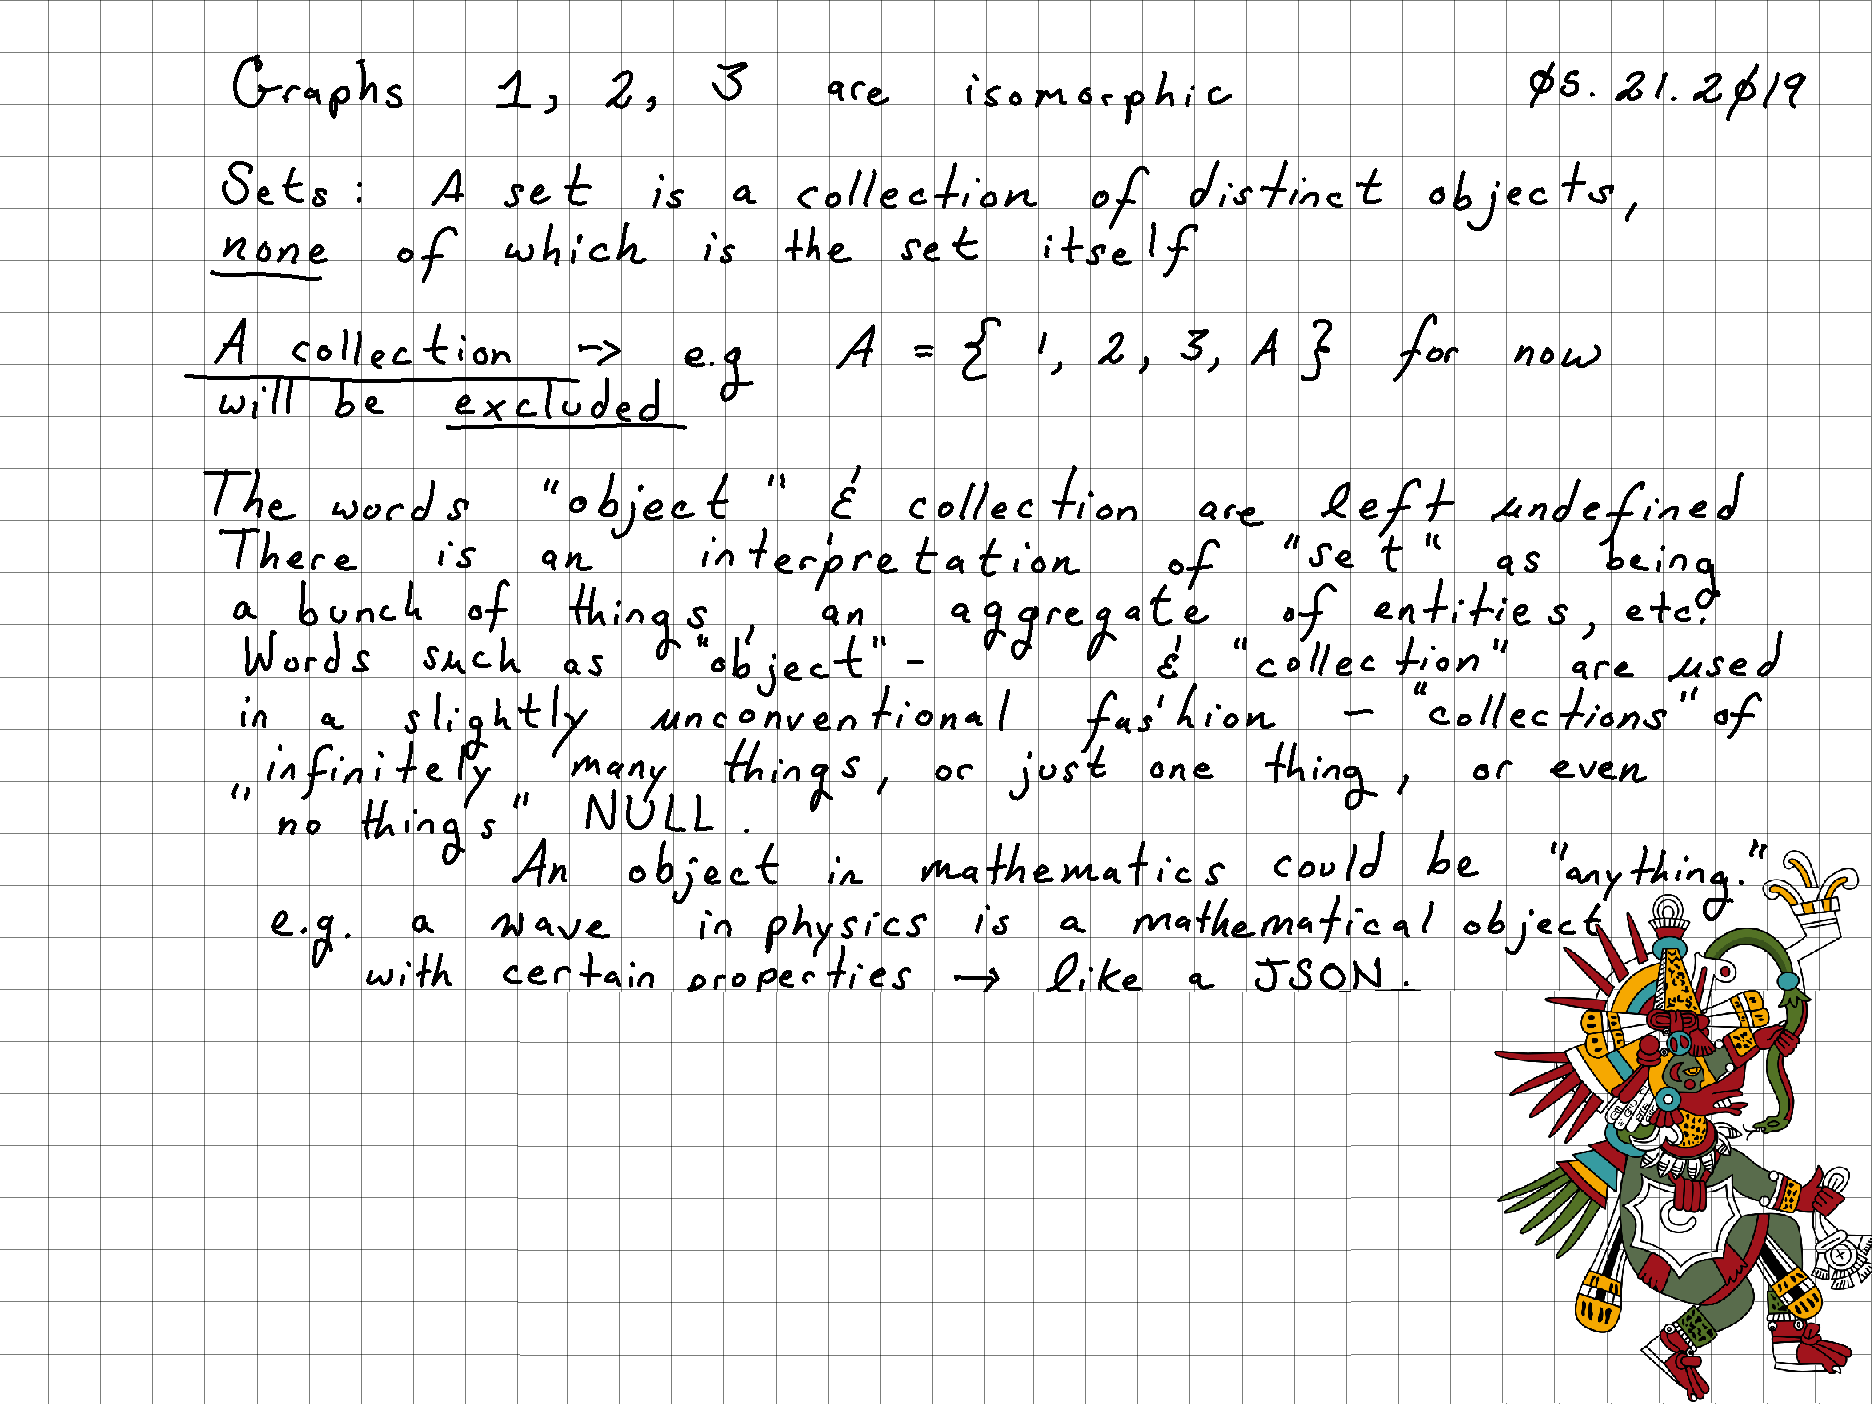 Graphs 1, 2, 3 are isomorphic 05.21.2019
Sets: A set is a collection of distinct objects,
none of which is the set itself
A collection → e.g A = { 1, 2, 3, A } for now
will be excluded
The words "object" & collection are left undefined
There is an interpretation of "set" as being
a bunch of things, an aggregate of entities, etc.
Words such as "object" - & "collection" are used
in a slightly unconventional fashion - "collections" of
infinitely many things, or just one thing, or even
"no things" NULL.
An object in mathematics could be "anything."
e.g. a wave in physics is a mathematical object
with certain properties → like a JSON.